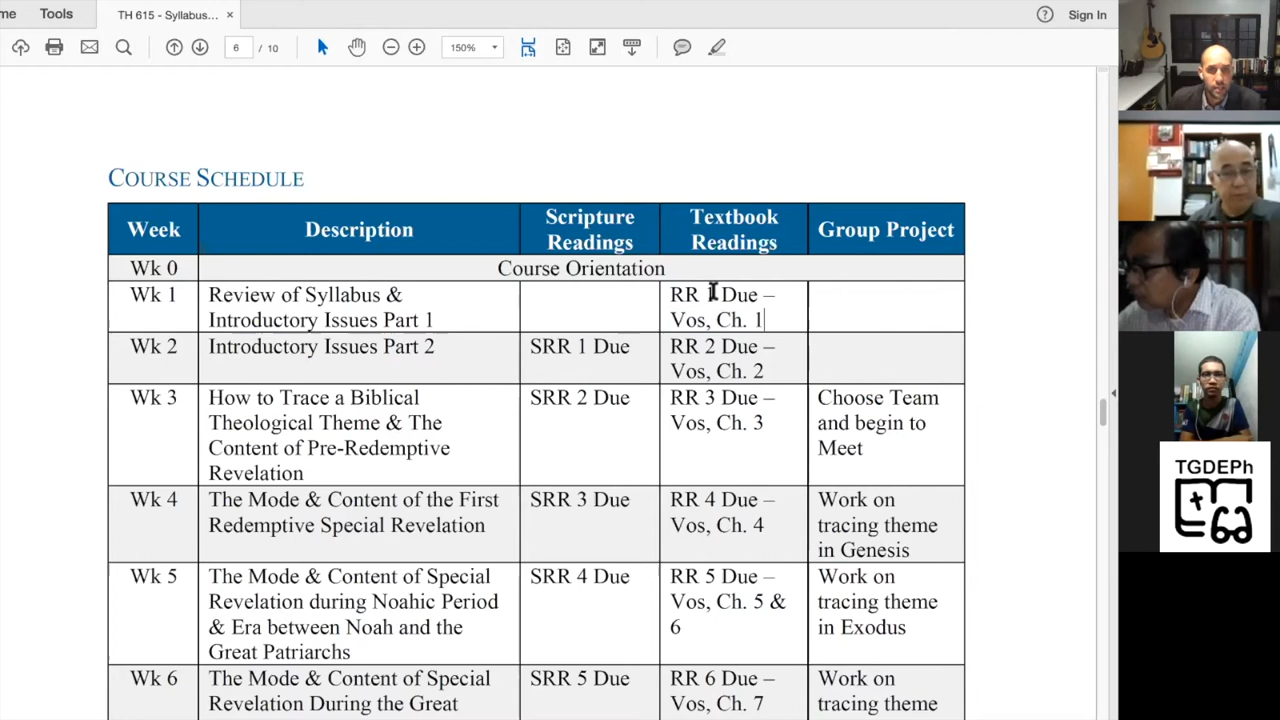 me Tools TH 615 - Syllabus... × Sign In
6 / 10 150%
COURSE SCHEDULE
Week Description Scripture Readings Textbook Readings Group Project
Wk 0 Course Orientation
Wk 1 Review of Syllabus & RR 1 Due –
Introductory Issues Part 1 Vos, Ch. 1
Wk 2 Introductory Issues Part 2 SRR 1 Due RR 2 Due –
Vos, Ch. 2
Wk 3 How to Trace a Biblical SRR 2 Due RR 3 Due – Choose Team
Theological Theme & The Vos, Ch. 3 and begin to
Content of Pre-Redemptive Meet
Revelation
Wk 4 The Mode & Content of the First SRR 3 Due RR 4 Due – Work on
Redemptive Special Revelation Vos, Ch. 4 tracing theme
in Genesis
Wk 5 The Mode & Content of Special SRR 4 Due RR 5 Due – Work on
Revelation during Noahic Period Vos, Ch. 5 & tracing theme
& Era between Noah and the 6 in Exodus
Great Patriarchs
Wk 6 The Mode & Content of Special SRR 5 Due RR 6 Due – Work on
Revelation During the Great Vos, Ch. 7 tracing theme
TGDEPh